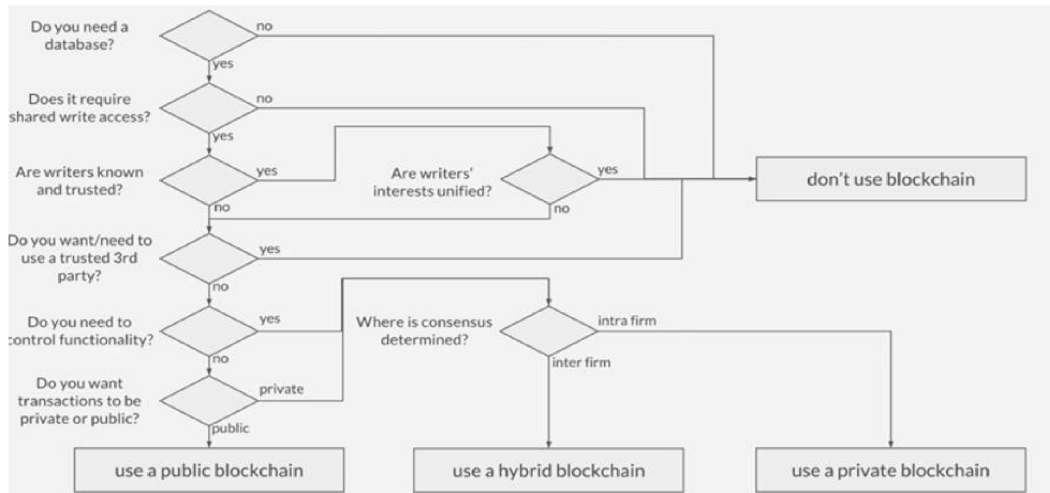 Do you need a
database?
no
yes
Does it require
shared write access?
no
yes
Are writers known
and trusted?
yes
no
Are writers'
interests unified?
yes
no
don't use blockchain
Do you want/need to
use a trusted 3rd
party?
yes
no
Do you need to
control functionality?
yes
no
Where is consensus
determined?
intra firm
inter firm
Do you want
transactions to be
private or public?
private
public
use a public blockchain
use a hybrid blockchain
use a private blockchain